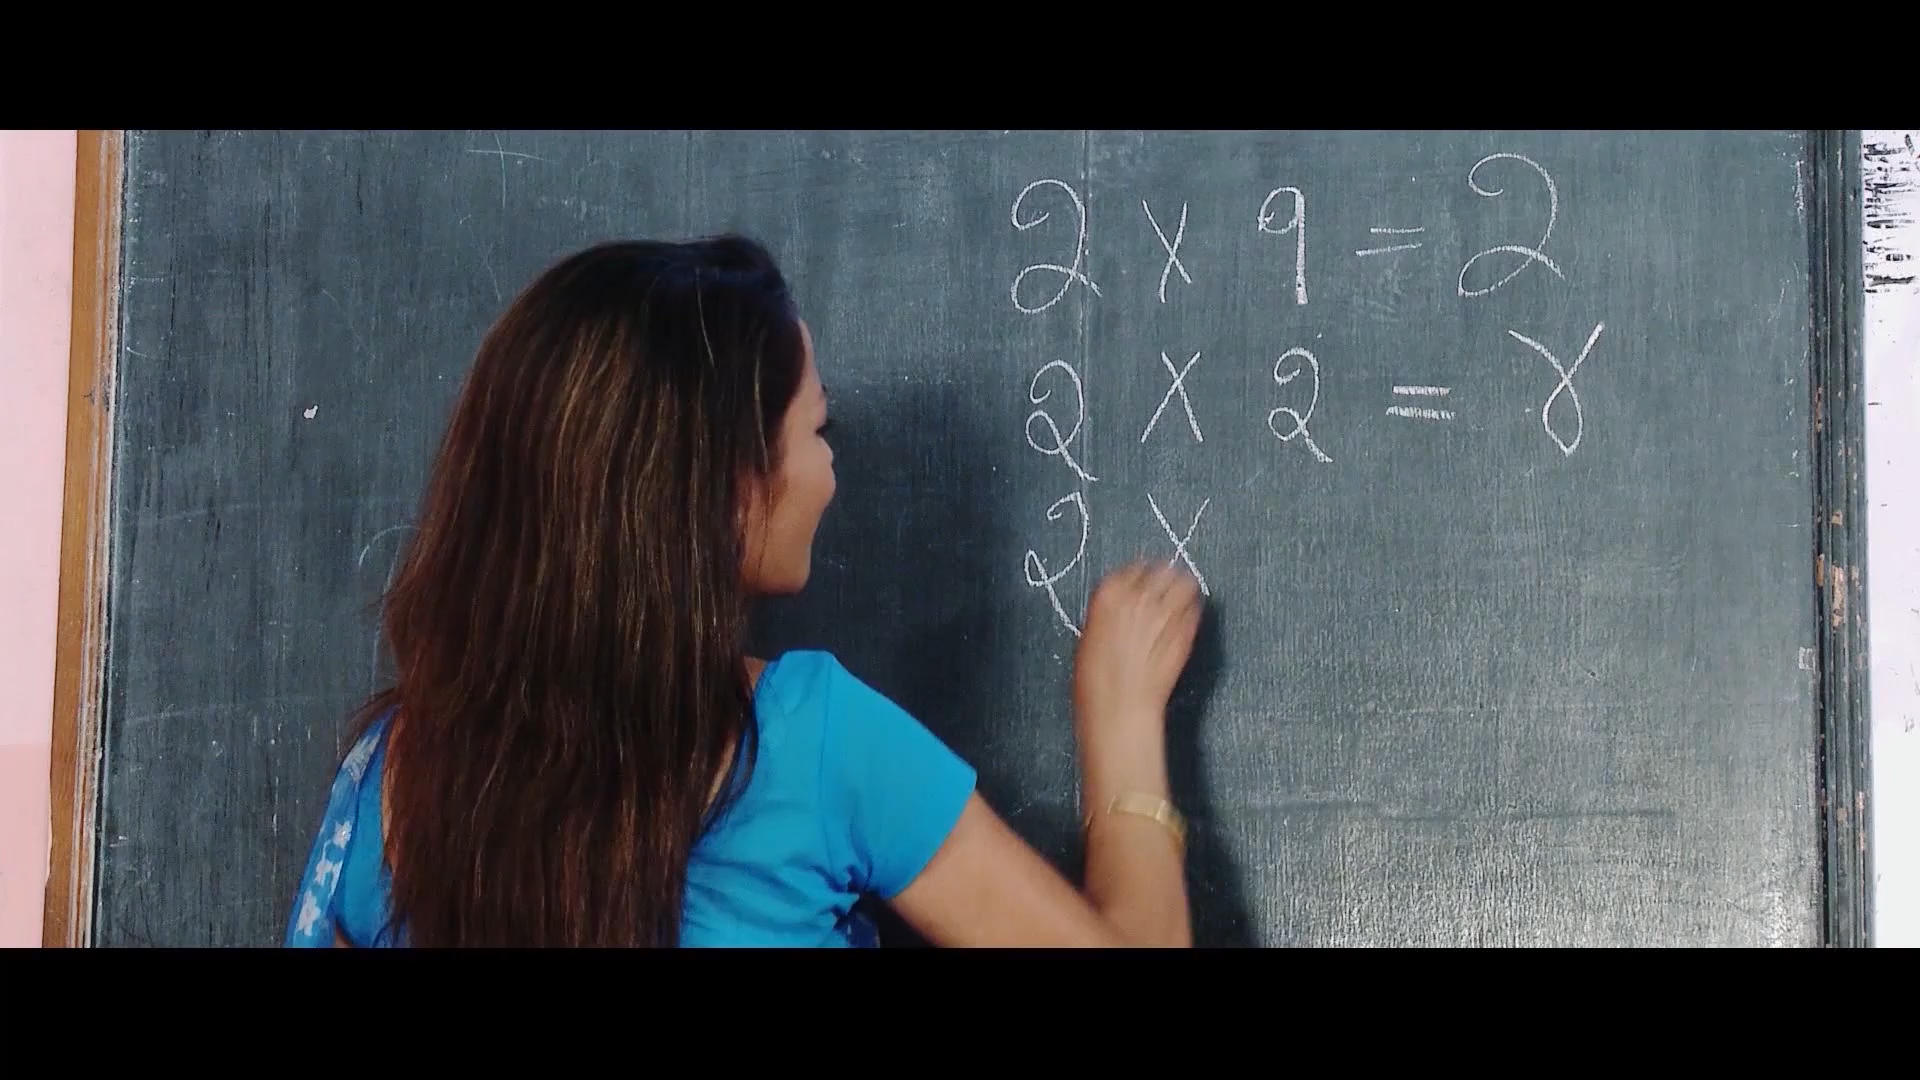 २ x १ = २
२ x २ = ४
२ x